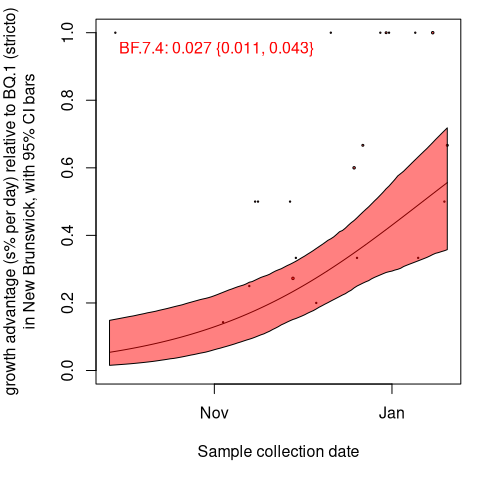 growth advantage (s% per day) relative to BQ.1 (stricto)
in New Brunswick, with 95% CI bars
BF.7.4: 0.027 {0.011, 0.043}
1.0
0.8
0.6
0.4
0.2
0.0
Nov
Jan
Sample collection date